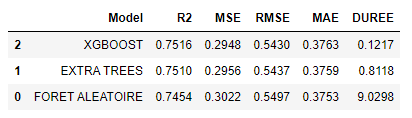 Model R2 MSE RMSE MAE DUREE
2 XGBOOST 0.7516 0.2948 0.5430 0.3763 0.1217
1 EXTRA TREES 0.7510 0.2956 0.5437 0.3759 0.8118
0 FORET ALEATOIRE 0.7454 0.3022 0.5497 0.3753 9.0298